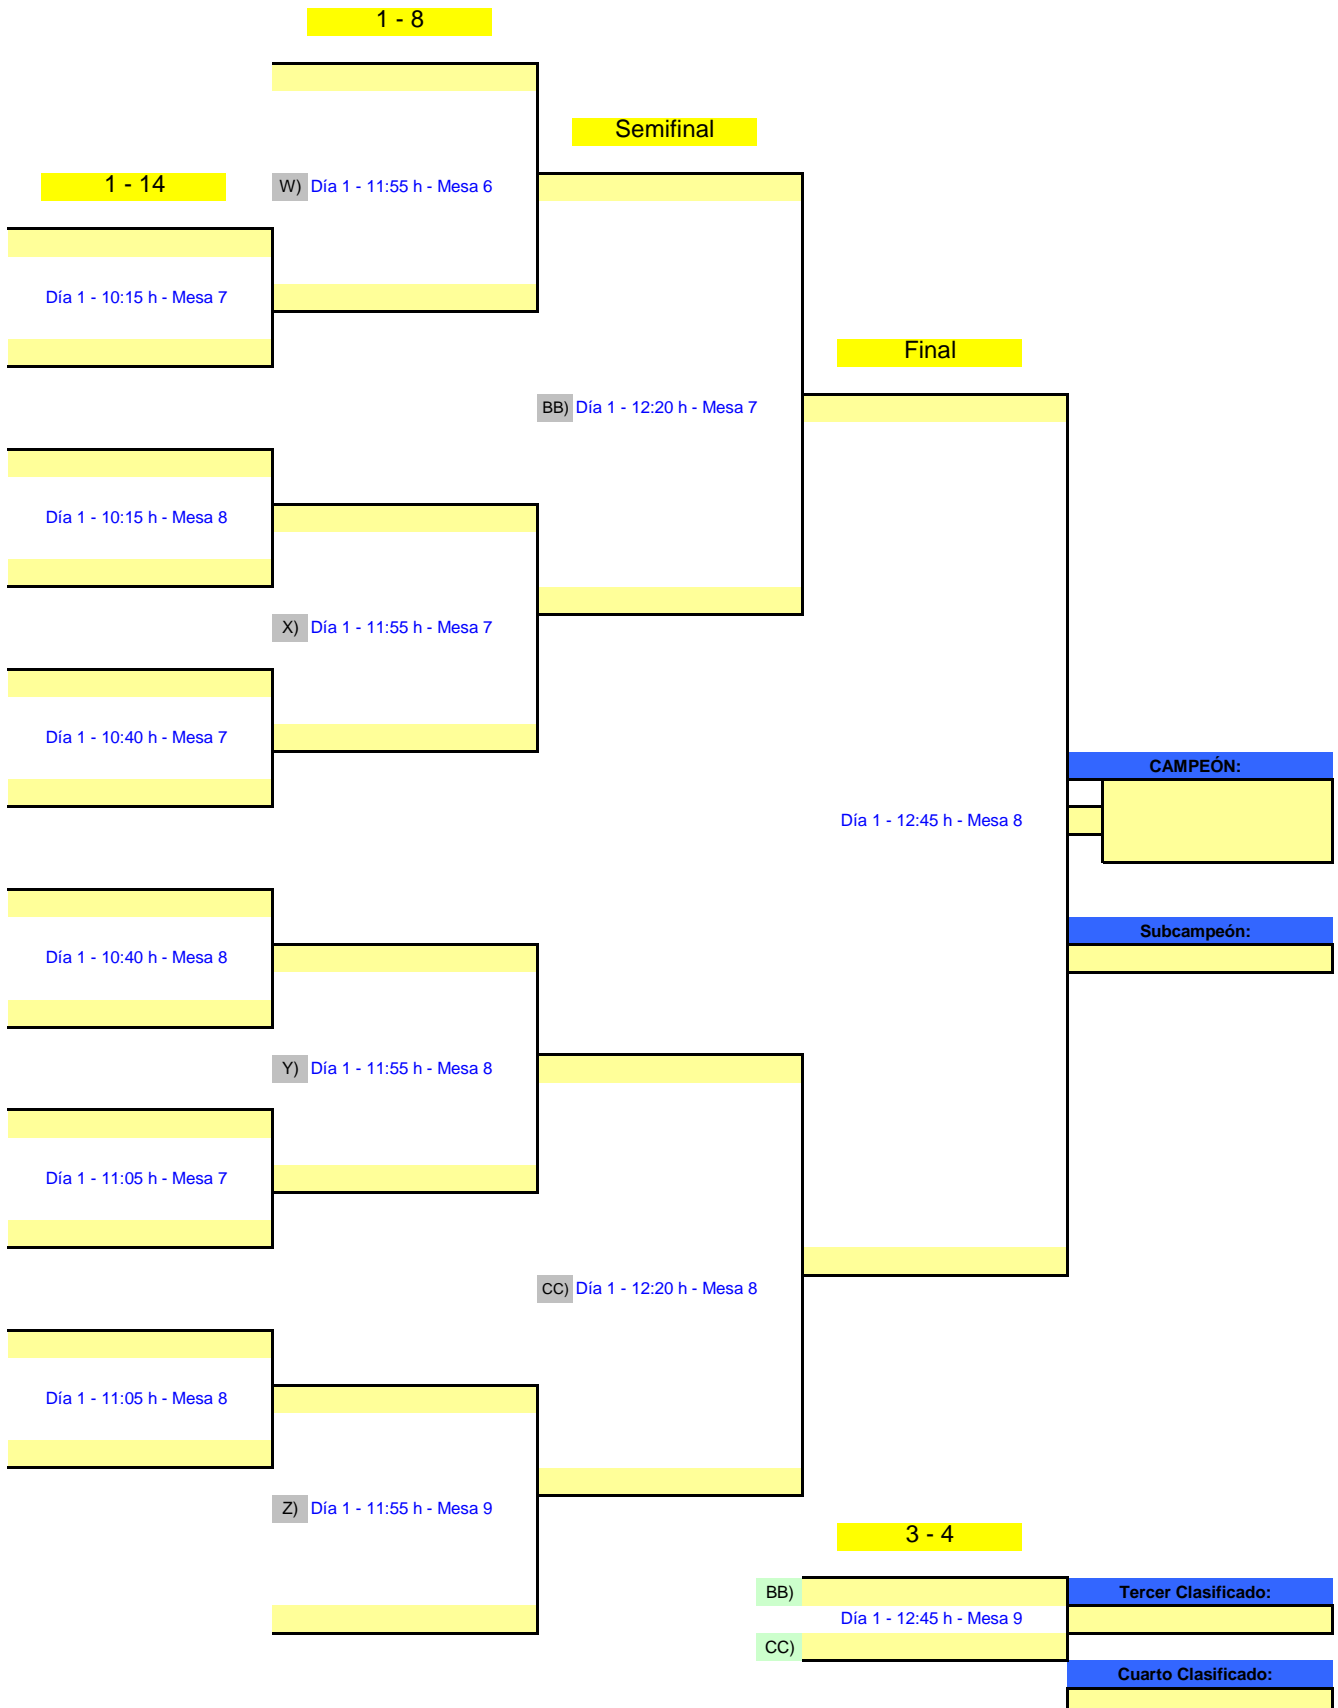 1 - 8
Semifinal
1 - 14
W) Día 1 - 11:55 h - Mesa 6
Día 1 - 10:15 h - Mesa 7
Final
BB) Día 1 - 12:20 h - Mesa 7
Día 1 - 10:15 h - Mesa 8
X) Día 1 - 11:55 h - Mesa 7
Día 1 - 10:40 h - Mesa 7
CAMPEÓN:
Día 1 - 12:45 h - Mesa 8
Subcampeón:
Día 1 - 10:40 h - Mesa 8
Y) Día 1 - 11:55 h - Mesa 8
Día 1 - 11:05 h - Mesa 7
CC) Día 1 - 12:20 h - Mesa 8
Día 1 - 11:05 h - Mesa 8
Z) Día 1 - 11:55 h - Mesa 9
3 - 4
BB)
Tercer Clasificado:
Día 1 - 12:45 h - Mesa 9
CC)
Cuarto Clasificado: